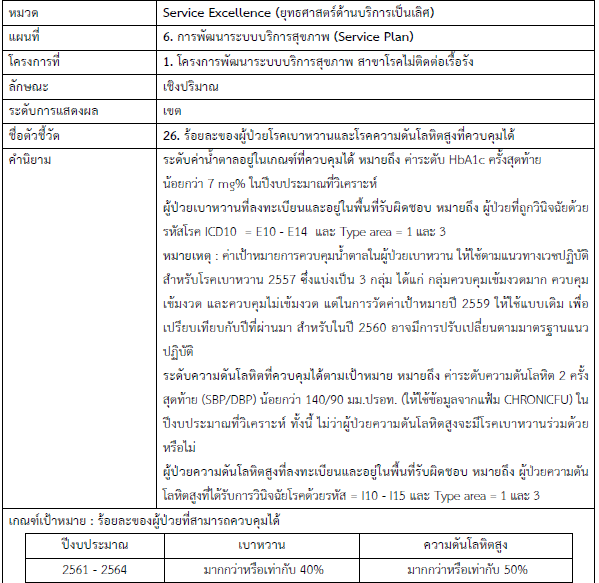 หมวด Service Excellence (ยุทธศาสตร์ด้านบริการเป็นเลิศ)
แผนที่ 6. การพัฒนาระบบบริการสุขภาพ (Service Plan)
โครงการที่ 1. โครงการพัฒนาระบบบริการสุขภาพ สาขาโรคไม่ติดต่อเรื้อรัง
ลักษณะ เชิงปริมาณ
ระดับการแสดงผล เขต
ชื่อตัวชี้วัด 26. ร้อยละของผู้ป่วยโรคเบาหวานและโรคความดันโลหิตสูงที่ควบคุมได้
คำนิยาม ระดับค่าน้ำตาลอยู่ในเกณฑ์ที่ควบคุมได้ หมายถึง ค่าระดับ HbA1c ครั้งสุดท้าย
น้อยกว่า 7 mg% ในปีงบประมาณที่วิเคราะห์
ผู้ป่วยเบาหวานที่ลงทะเบียนและอยู่ในพื้นที่รับผิดชอบ หมายถึง ผู้ป่วยที่ถูกวินิจฉัยด้วย
รหัสโรค ICD10 = E10 - E14 และ Type area = 1 และ 3
หมายเหตุ : ค่าเป้าหมายการควบคุมน้ำตาลในผู้ป่วยเบาหวาน ให้ใช้ตามแนวทางเวชปฏิบัติ
สำหรับโรคเบาหวาน 2557 ซึ่งแบ่งเป็น 3 กลุ่ม ได้แก่ กลุ่มควบคุมเข้มงวดมาก ควบคุม
เข้มงวด และควบคุมไม่เข้มงวด แต่ในการวัดค่าเป้าหมายปี 2559 ให้ใช้แบบเดิม เพื่อ
เปรียบเทียบกับปีที่ผ่านมา สำหรับในปี 2560 อาจมีการปรับเปลี่ยนตามมาตรฐานแนว
ปฏิบัติ
ระดับความดันโลหิตที่ควบคุมได้ตามเป้าหมาย หมายถึง ค่าระดับความดันโลหิต 2 ครั้ง
สุดท้าย (SBP/DBP) น้อยกว่า 140/90 มม.ปรอท. (ให้ใช้ข้อมูลจากแฟ้ม CHRONICFU) ใน
ปีงบประมาณที่วิเคราะห์ ทั้งนี้ ไม่ว่าผู้ป่วยความดันโลหิตสูงจะมีโรคเบาหวานร่วมด้วย
หรือไม่
ผู้ป่วยความดันโลหิตสูงที่ลงทะเบียนและอยู่ในพื้นที่รับผิดชอบ หมายถึง ผู้ป่วยความดัน
โลหิตสูงที่ได้รับการวินิจฉัยโรคด้วยรหัส = I10 - I15 และ Type area = 1 และ 3
เกณฑ์เป้าหมาย : ร้อยละของผู้ป่วยที่สามารถควบคุมได้
ปีงบประมาณ เบาหวาน ความดันโลหิตสูง
2561 - 2564 มากกว่าหรือเท่ากับ 40% มากกว่าหรือเท่ากับ 50%